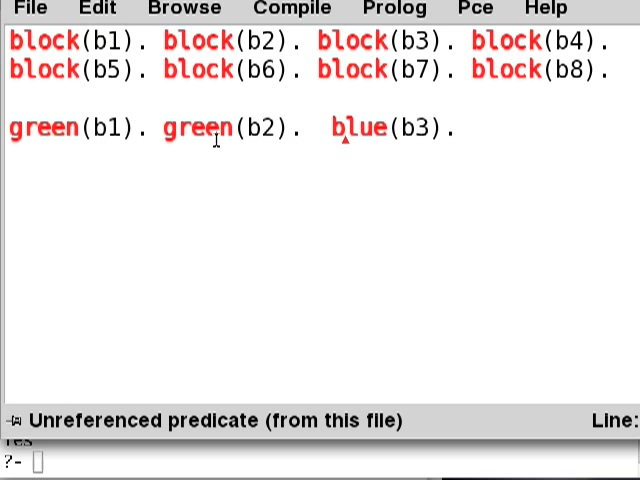 File Edit Browse Compile Prolog Pce Help
block(b1). block(b2). block(b3). block(b4).
block(b5). block(b6). block(b7). block(b8).
green(b1). green(b2). blue(b3).
Unreferenced predicate (from this file) Line:
Yes
?-